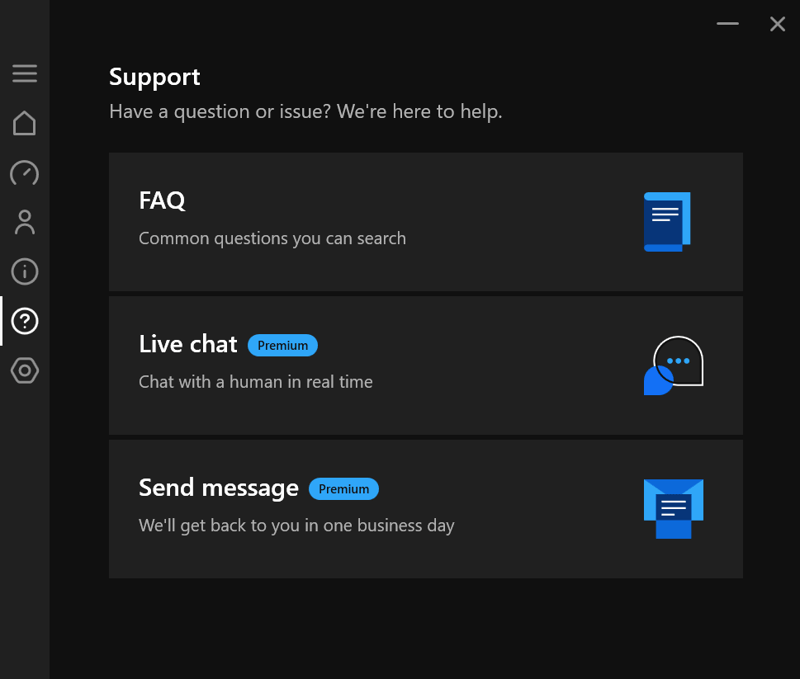 Support
Have a question or issue? We're here to help.
FAQ
Common questions you can search
Live chat Premium
Chat with a human in real time
Send message Premium
We'll get back to you in one business day